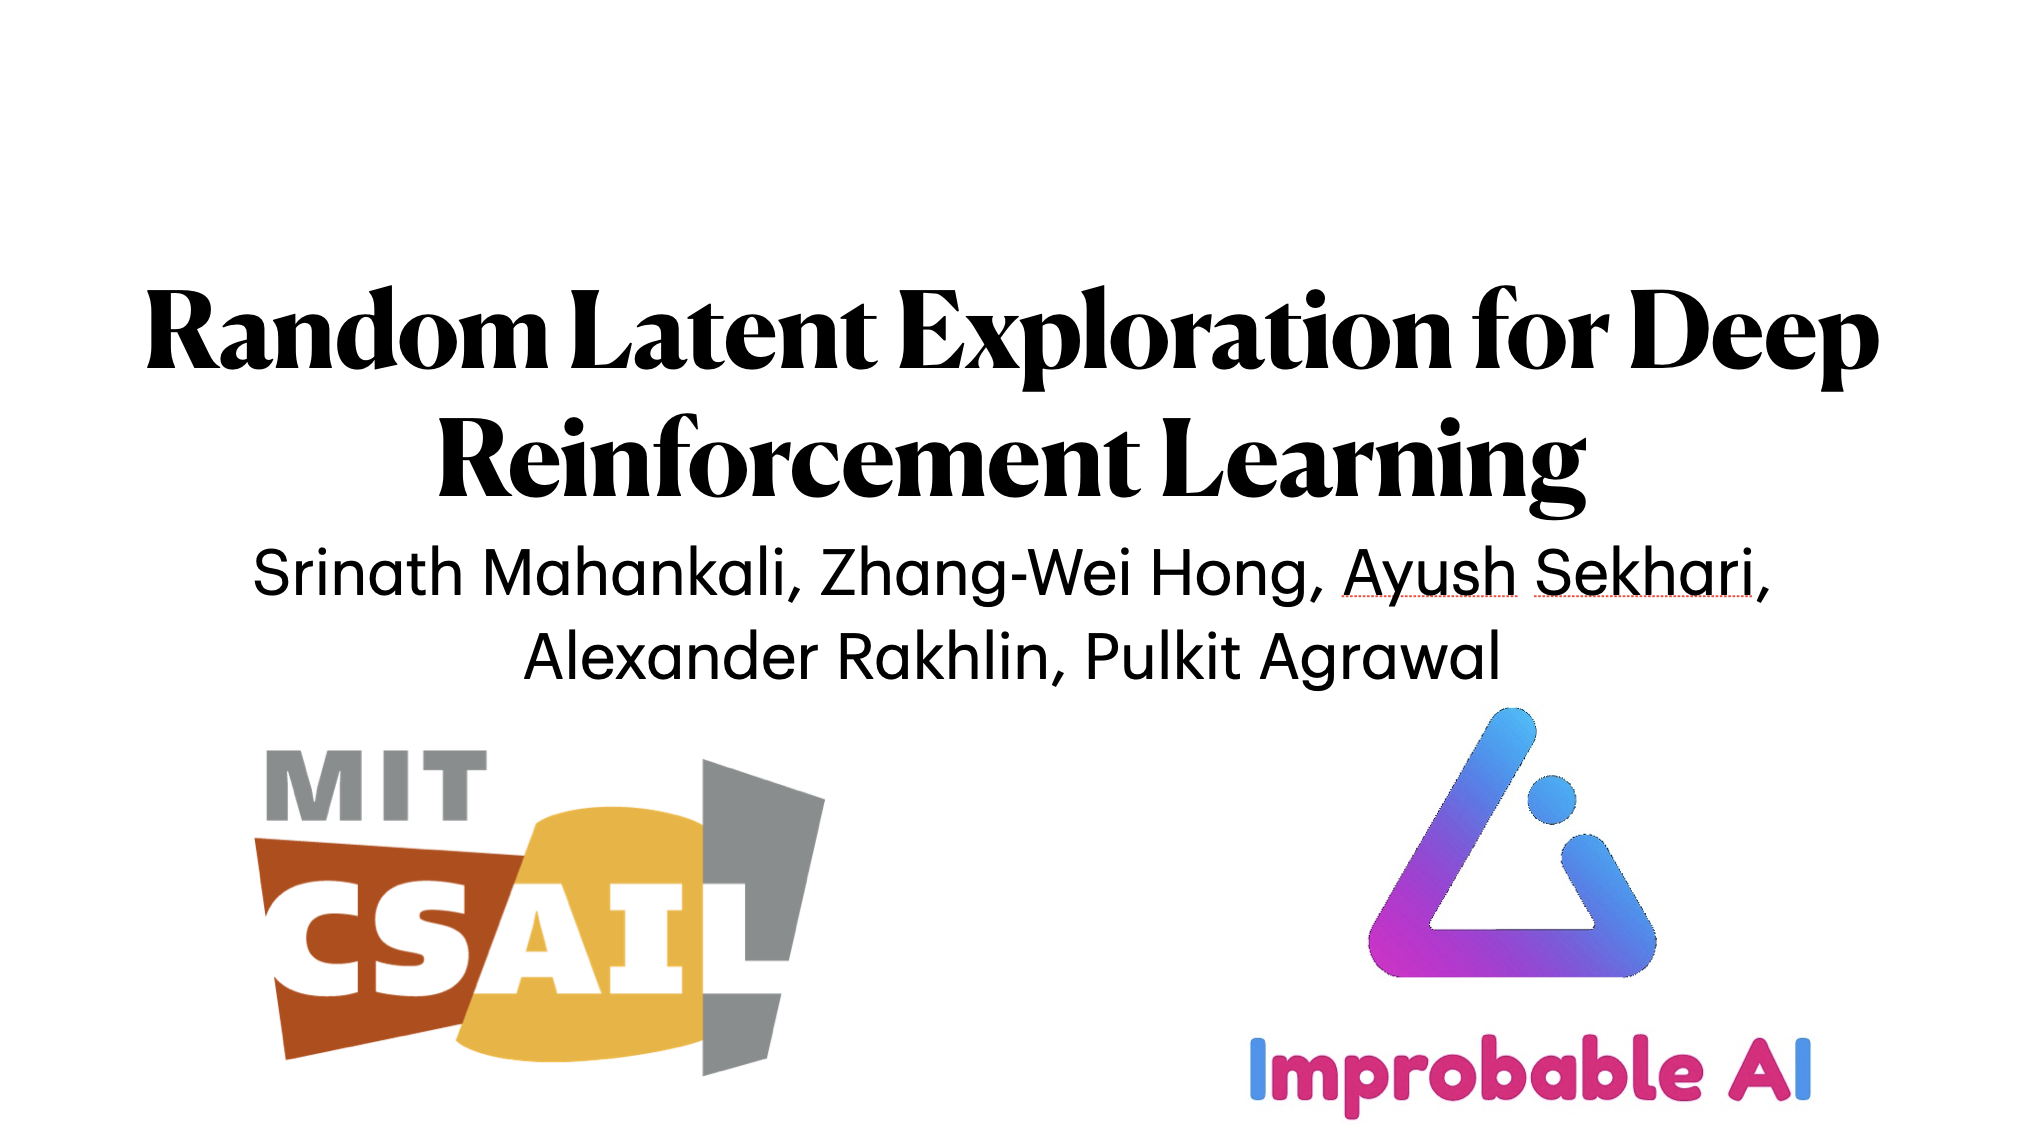 Random Latent Exploration for Deep
Reinforcement Learning
Srinath Mahankali, Zhang-Wei Hong, Ayush Sekhari,
Alexander Rakhlin, Pulkit Agrawal
MIT
CSAIL
Improbable AI